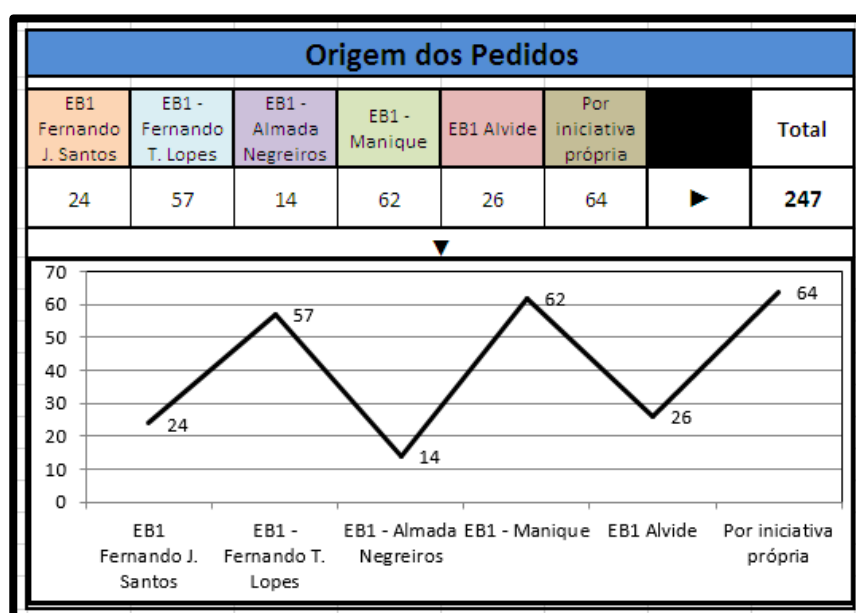 Origem dos Pedidos
EB1
Fernando
J. Santos
EB1 -
Fernando
T. Lopes
EB1 -
Almada
Negreiros
EB1 -
Manique
EB1 Alvide
Por
iniciativa
própria
Total
24
57
14
62
26
64
►
247
▼
70
60
50
40
30
20
10
0
24
57
14
62
26
64
EB1
Fernando J.
Santos
EB1 -
Fernando T.
Lopes
EB1 - Almada
Negreiros
EB1 - Manique
EB1 Alvide
Por iniciativa
própria